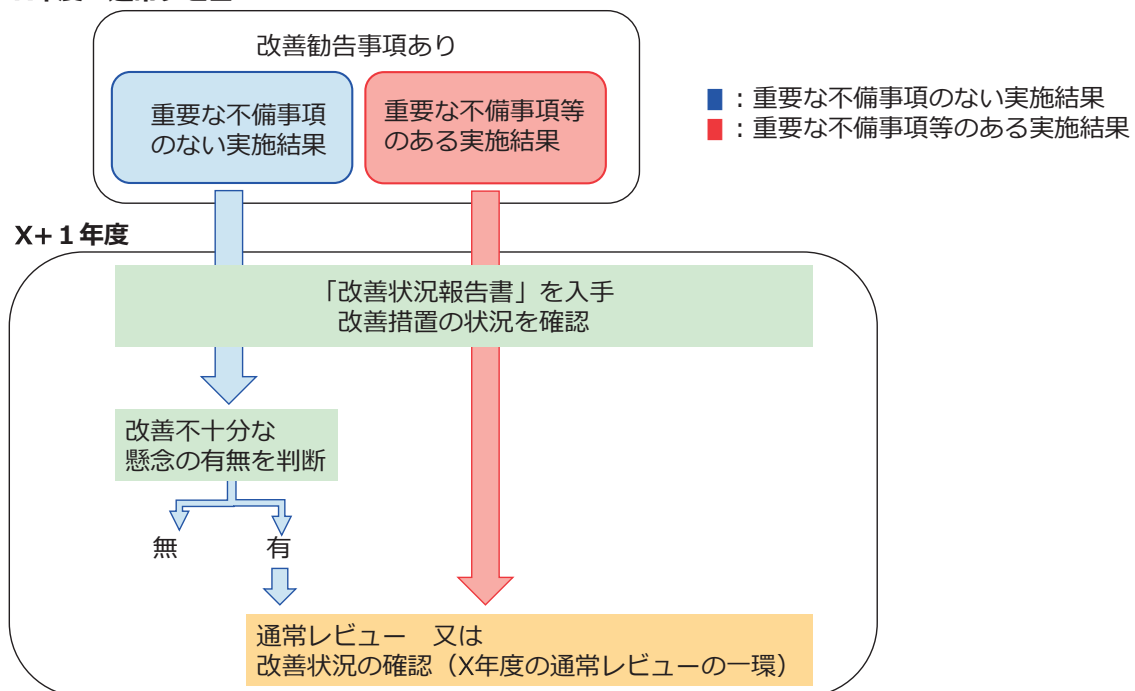 改善勧告事項あり
重要な不備事項
のない実施結果
重要な不備事項等
のある実施結果
：重要な不備事項のない実施結果
：重要な不備事項等のある実施結果
X+１年度
「改善状況報告書」を入手
改善措置の状況を確認
改善不十分な
懸念の有無を判断
無
有
通常レビュー　又は
改善状況の確認（X年度の通常レビューの一環）